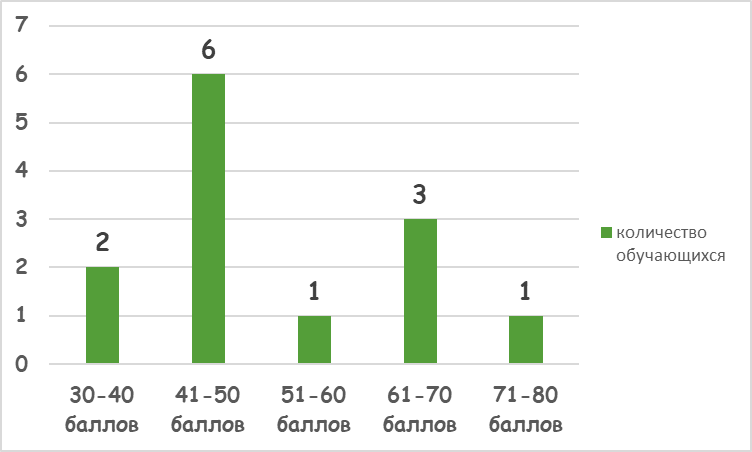 7
6
5
4
3
2
1
0
2
6
1
3
1
30-40
баллов
41-50
баллов
51-60
баллов
61-70
баллов
71-80
баллов
количество
обучающихся